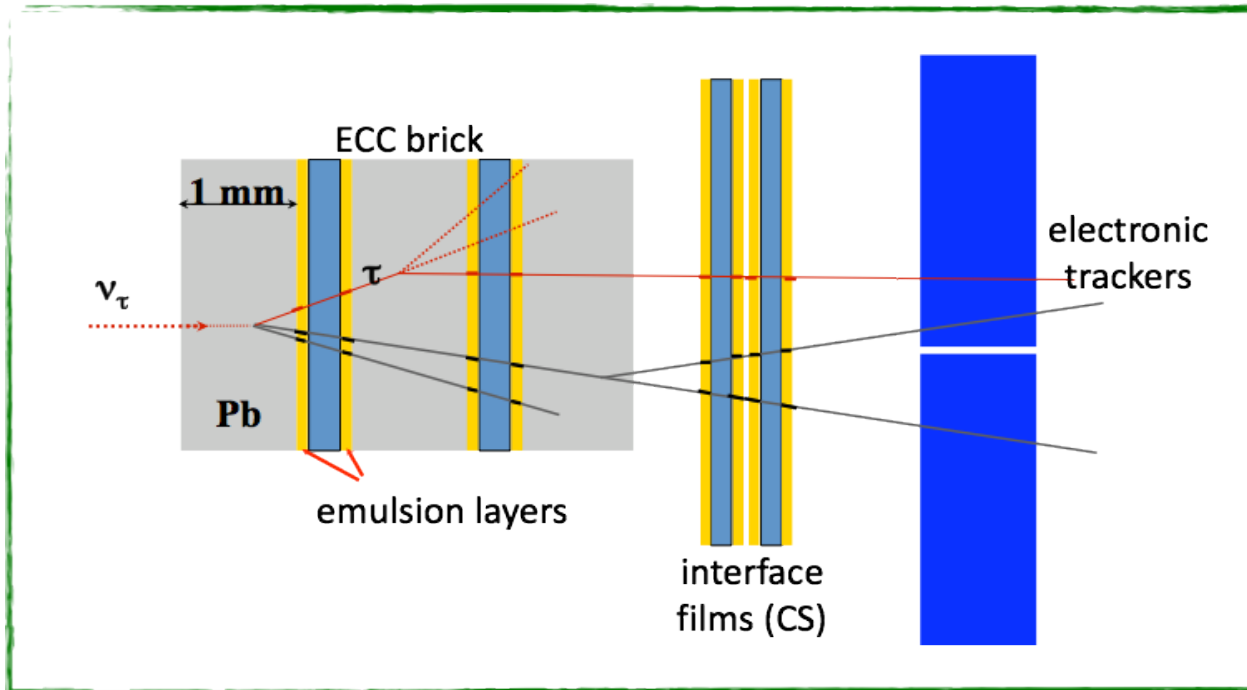 ECC brick
1 mm
τ
ντ
Pb
emulsion layers
electronic
trackers
interface
films (CS)